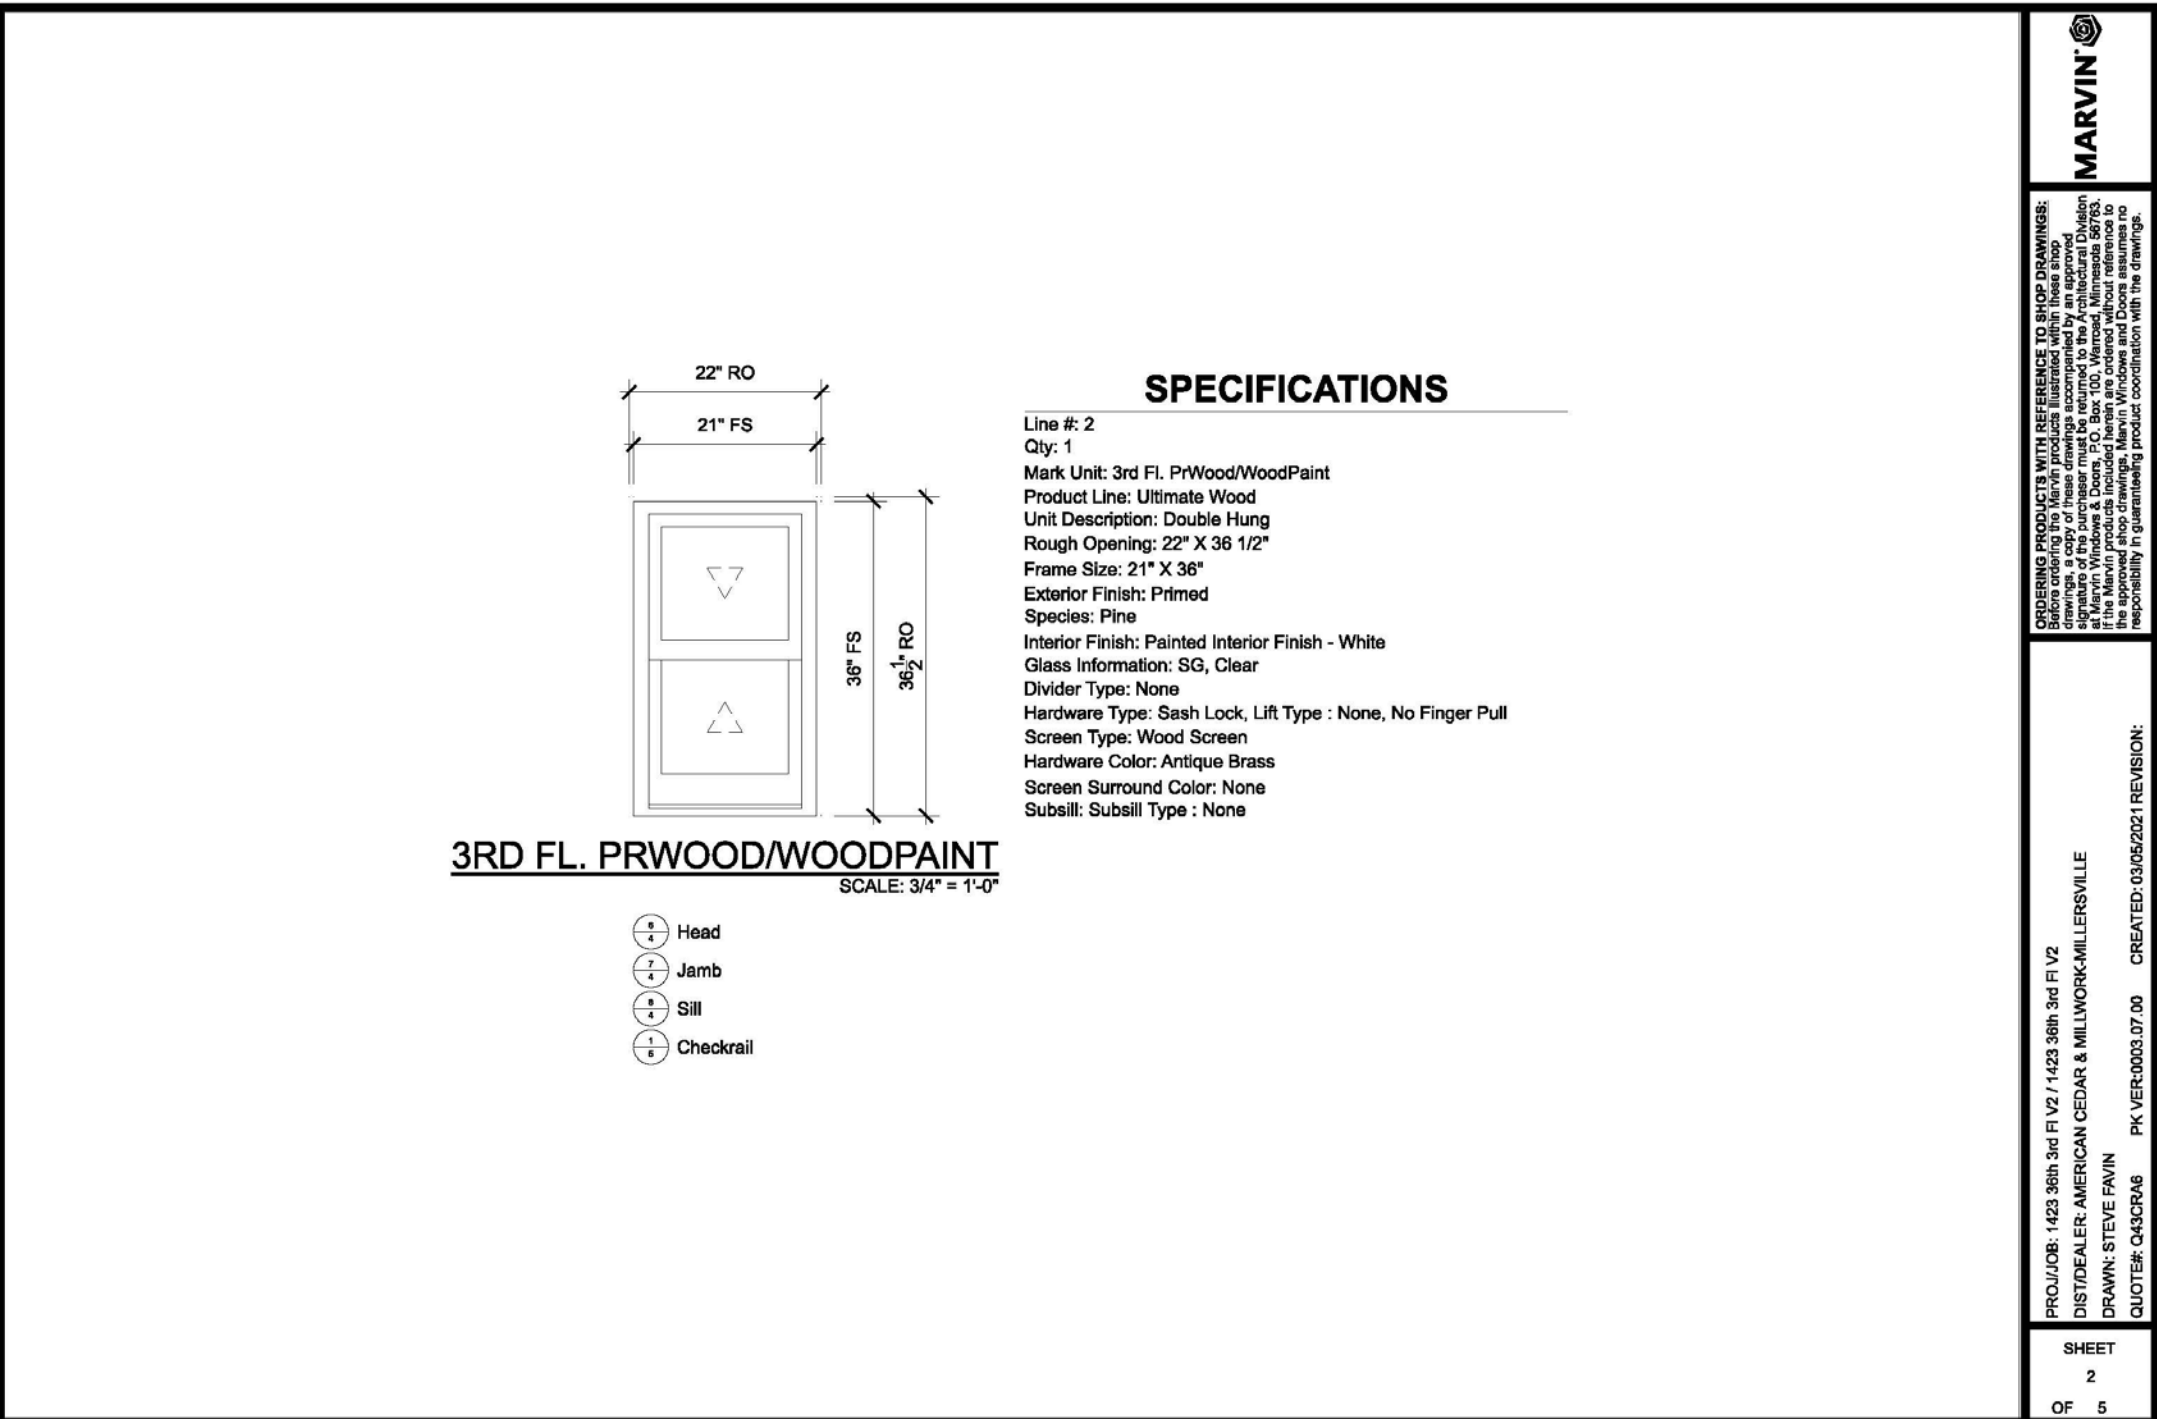 22" RO
21" FS
36" FS
36 1/2" RO
3RD FL. PRWOOD/WOODPAINT
SCALE: 3/4" = 1'-0"
6
4
Head
7
4
Jamb
8
4
Sill
1
5
Checkrail
SPECIFICATIONS
Line #: 2
Qty: 1
Mark Unit: 3rd Fl. PrWood/WoodPaint
Product Line: Ultimate Wood
Unit Description: Double Hung
Rough Opening: 22" X 36 1/2"
Frame Size: 21" X 36"
Exterior Finish: Primed
Species: Pine
Interior Finish: Painted Interior Finish - White
Glass Information: SG, Clear
Divider Type: None
Hardware Type: Sash Lock, Lift Type : None, No Finger Pull
Screen Type: Wood Screen
Hardware Color: Antique Brass
Screen Surround Color: None
Subsill: Subsill Type : None
MARVIN
ORDERING PRODUCTS WITH REFERENCE TO SHOP DRAWINGS:
Before ordering the Marvin products illustrated within these shop
drawings, a copy of these drawings accompanied by an approved
signature of the purchaser must be returned to the Architectural Division
at Marvin Windows & Doors, P.O. Box 100, Warroad, Minnesota 56763.
If the Marvin products included herein are ordered without reference to
the approved shop drawings, Marvin Windows and Doors assumes no
responsibility in guaranteeing product coordination with the drawings.
PROJ/JOB: 1423 36th 3rd Fl V2 / 1423 36th 3rd Fl V2
DIST/DEALER: AMERICAN CEDAR & MILLWORK-MILLERSVILLE
DRAWN: STEVE FAVIN
QUOTE#: Q43CRA6 PK VER:0003.07.00 CREATED: 03/05/2021 REVISION:
SHEET
2
OF 5